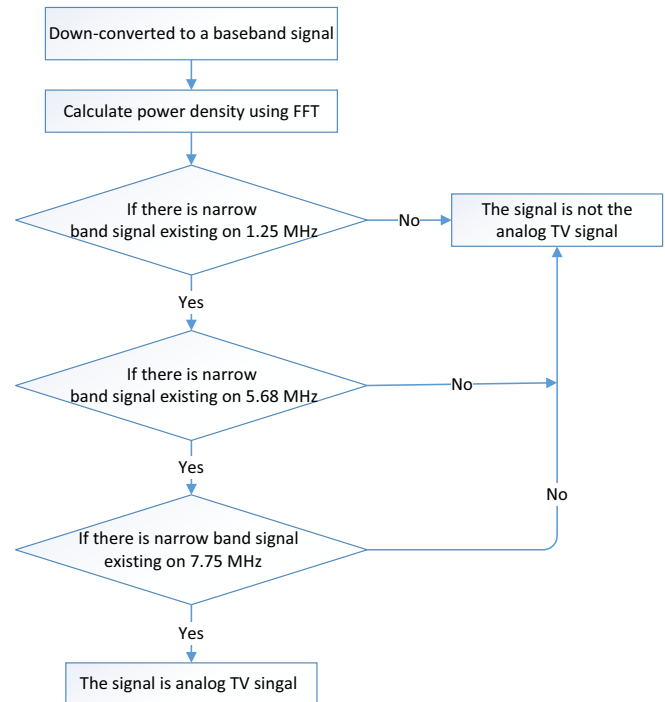 Down-converted to a baseband signal
Calculate power density using FFT
If there is narrow
band signal existing on 1.25 MHz
No
The signal is not the
analog TV signal
Yes
If there is narrow
band signal existing on 5.68 MHz
No
Yes
No
If there is narrow band signal
existing on 7.75 MHz
Yes
The signal is analog TV singal